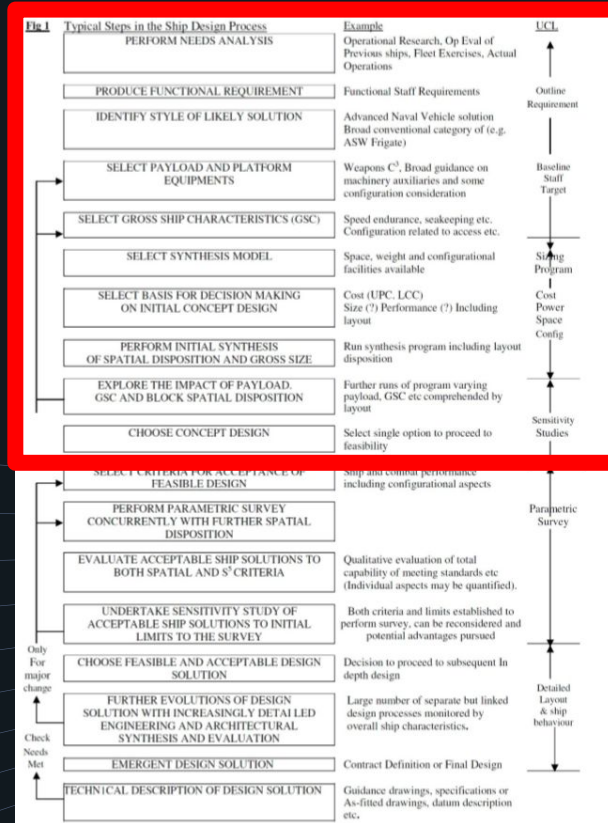 Fig 1 Typical Steps in the Ship Design Process Example UCL
PERFORM NEEDS ANALYSIS
Operational Research, Op Eval of
Previous ships, Fleet Exercises, Actual
Operations
PRODUCE FUNCTIONAL REQUIREMENT
Functional Staff Requirements
Outline
Requirement
IDENTIFY STYLE OF LIKELY SOLUTION
Advanced Naval Vehicle solution
Broad conventional category of (e.g.
ASW Frigate)
SELECT PAYLOAD AND PLATFORM
EQUIPMENTS
Weapons C³, Broad guidance on
machinery auxiliaries and some
configuration consideration
Baseline
Staff
Target
SELECT GROSS SHIP CHARACTERISTICS (GSC)
Speed endurance, seakeeping etc.
Configuration related to access etc.
SELECT SYNTHESIS MODEL
Space, weight and configurational
facilities available
Sizing
Program
SELECT BASIS FOR DECISION MAKING
ON INITIAL CONCEPT DESIGN
Cost (UPC. LCC)
Size (?) Performance (?) Including
layout
Cost
Power
Space
Config
PERFORM INITIAL SYNTHESIS
OF SPATIAL DISPOSITION AND GROSS SIZE
Run synthesis program including layout
disposition
EXPLORE THE IMPACT OF PAYLOAD.
GSC AND BLOCK SPATIAL DISPOSITION
Further runs of program varying
payload, GSC etc comprehended by
layout
CHOOSE CONCEPT DESIGN
Select single option to proceed to
feasibility
Sensitivity
Studies
SELECT CRITERIA FOR ACCEPTANCE OF
FEASIBLE DESIGN
Ship and combat performance
including configurational aspects
PERFORM PARAMETRIC SURVEY
CONCURRENTLY WITH FURTHER SPATIAL
DISPOSITION
Parametric
Survey
EVALUATE ACCEPTABLE SHIP SOLUTIONS TO
BOTH SPATIAL AND S⁵ CRITERIA
Qualitative evaluation of total
capability of meeting standards etc
(Individual aspects may be quantified).
UNDERTAKE SENSITIVITY STUDY OF
ACCEPTABLE SHIP SOLUTIONS TO INITIAL
LIMITS TO THE SURVEY
Both criteria and limits established to
perform survey, can be reconsidered and
potential advantages pursued
Only
For
major
change
CHOOSE FEASIBLE AND ACCEPTABLE DESIGN
SOLUTION
Decision to proceed to subsequent In
depth design
FURTHER EVOLUTIONS OF DESIGN
SOLUTION WITH INCREASINGLY DETAILED
ENGINEERING AND ARCHITECTURAL
SYNTHESIS AND EVALUATION
Large number of separate but linked
design processes monitored by
overall ship characteristics.
Detailed
Layout
& ship
behaviour
Check
Needs
Met
EMERGENT DESIGN SOLUTION
Contract Definition or Final Design
TECHNICAL DESCRIPTION OF DESIGN SOLUTION
Guidance drawings, specifications or
As-fitted drawings, datum description
etc.